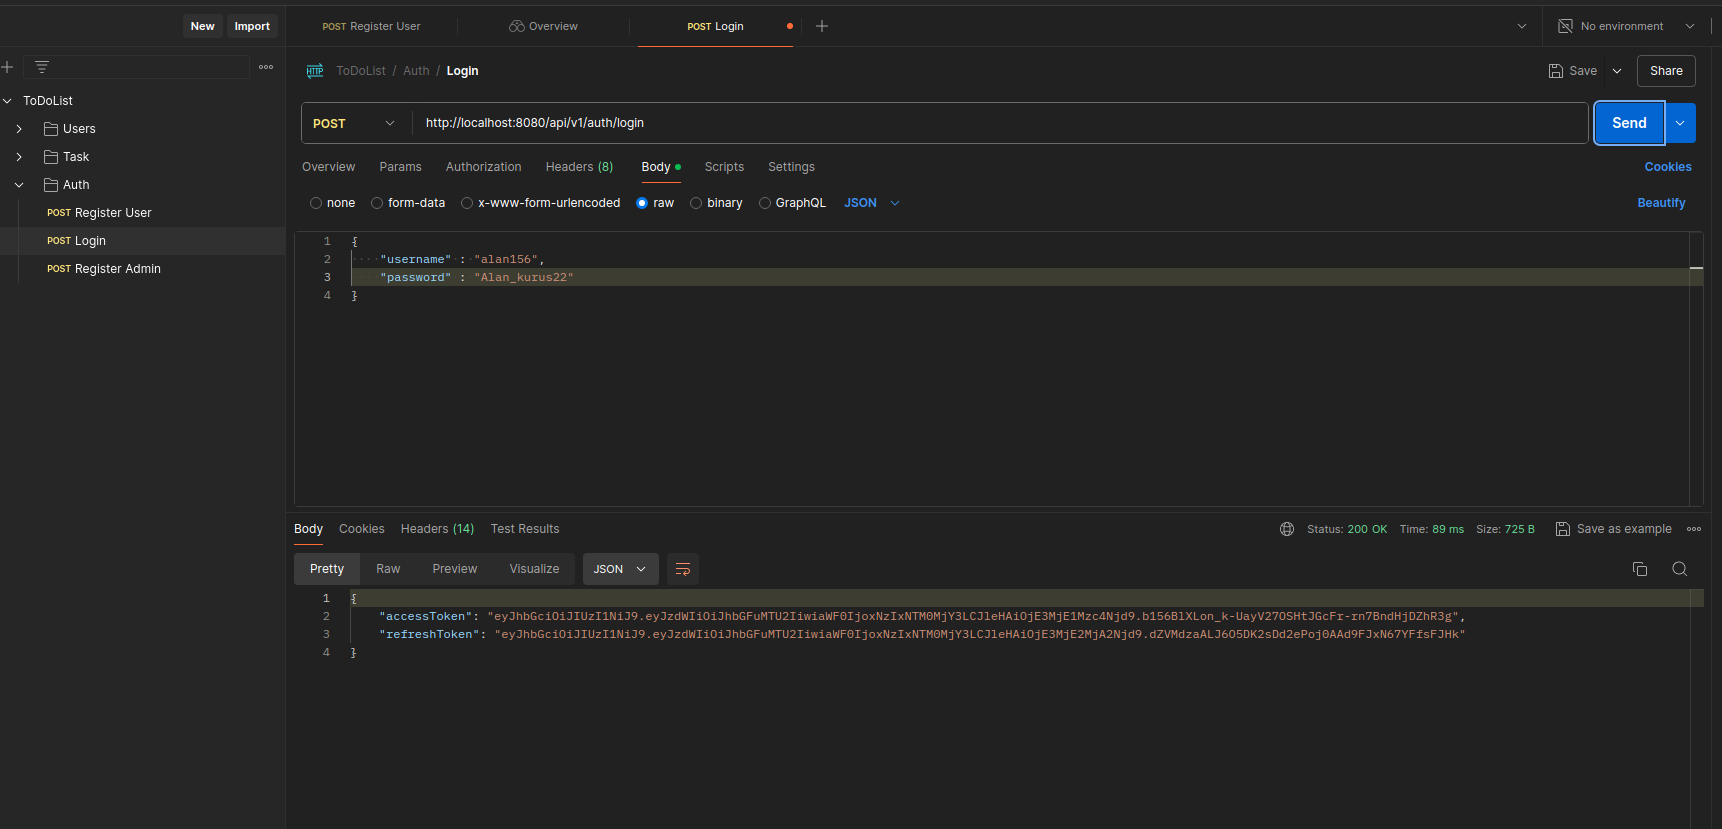 New Import
POST Register User Overview POST Login No environment
ToDoList / Auth / Login Save Share
ToDoList
Users
Task
Auth
POST Register User
POST Login
POST Register Admin
HTTP
POST http://localhost:8080/api/v1/auth/login Send
Overview Params Authorization Headers (8) Body Scripts Settings Cookies
none form-data x-www-form-urlencoded raw binary GraphQL JSON Beautify
1 {
2 "username" : "alan156",
3 "password" : "Alan_kurus22"
4 }
Body Cookies Headers (14) Test Results Status: 200 OK Time: 89 ms Size: 725 B Save as example
Pretty Raw Preview Visualize JSON
1 {
2 "accessToken": "eyJhbGciOiJIUzI1NiJ9.eyJzdWIiOiJhbGFuMTU2IiwiaWF0IjoxNzIxNTM0MjY3LCJleHAiOjE3MjE1Mzc4Njd9.b156BlXLon_k-UayV27OSHtJGcFr-rn7BndHjDZhR3g",
3 "refreshToken": "eyJhbGciOiJIUzI1NiJ9.eyJzdWIiOiJhbGFuMTU2IiwiaWF0IjoxNzIxNTM0MjY3LCJleHAiOjE3MjE2MjA2Njd9.dZVMdzaALJ6O5DK2sDd2ePoj0AAd9FJxN67YFfsFJHk"
4 }